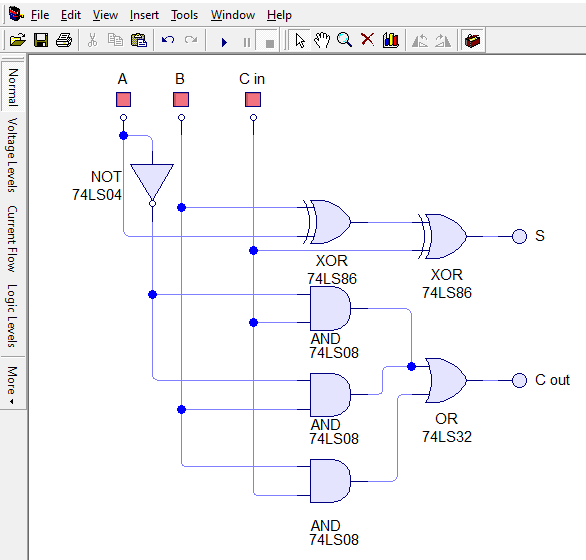 File Edit View Insert Tools Window Help
Normal
Voltage Levels
Current Flow
Logic Levels
More
A B C in
NOT
74LS04
XOR
74LS86
S
XOR
74LS86
AND
74LS08
AND
74LS08
C out
OR
74LS32
AND
74LS08